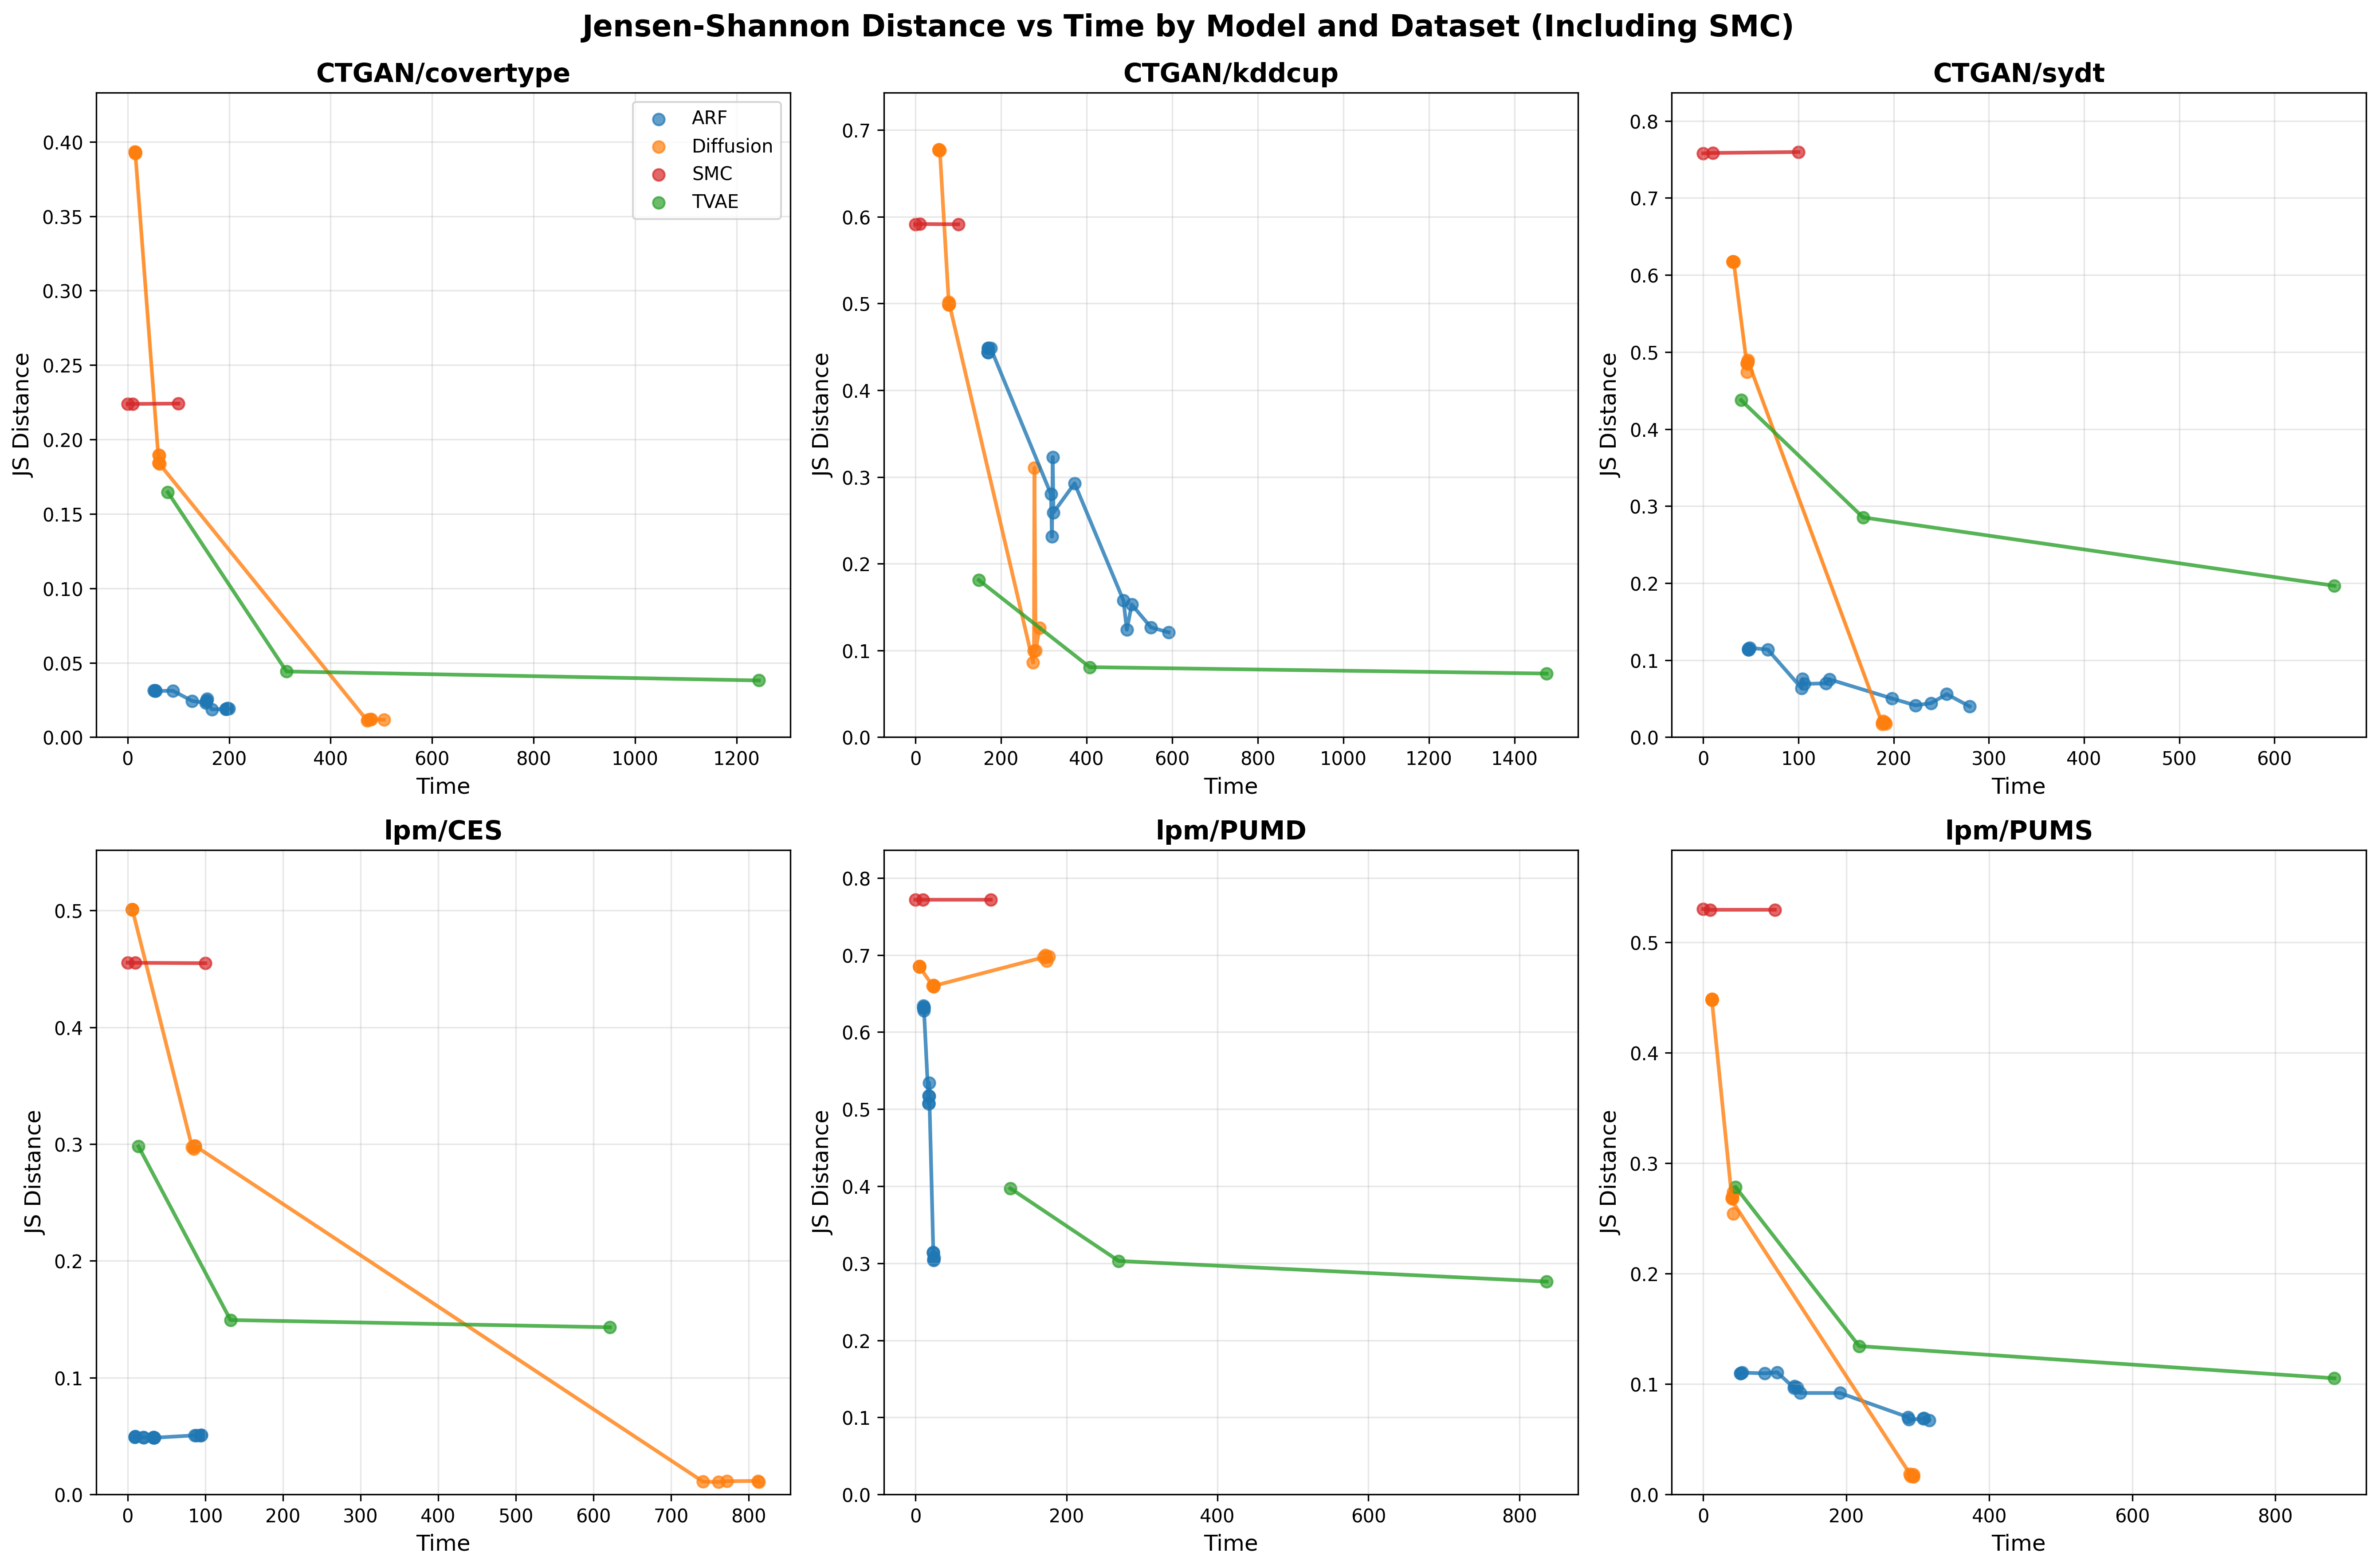 Jensen-Shannon Distance vs Time by Model and Dataset (Including SMC)
CTGAN/covertype
0.40
0.35
0.30
0.25
0.20
0.15
0.10
0.05
0.00
JS Distance
0 200 400 600 800 1000 1200
Time
ARF
Diffusion
SMC
TVAE
CTGAN/kddcup
0.7
0.6
0.5
0.4
0.3
0.2
0.1
0.0
JS Distance
0 200 400 600 800 1000 1200 1400
Time
CTGAN/sydt
0.8
0.7
0.6
0.5
0.4
0.3
0.2
0.1
0.0
JS Distance
0 100 200 300 400 500 600
Time
lpm/CES
0.5
0.4
0.3
0.2
0.1
0.0
JS Distance
0 100 200 300 400 500 600 700 800
Time
lpm/PUMD
0.8
0.7
0.6
0.5
0.4
0.3
0.2
0.1
0.0
JS Distance
0 200 400 600 800
Time
lpm/PUMS
0.5
0.4
0.3
0.2
0.1
0.0
JS Distance
0 200 400 600 800
Time